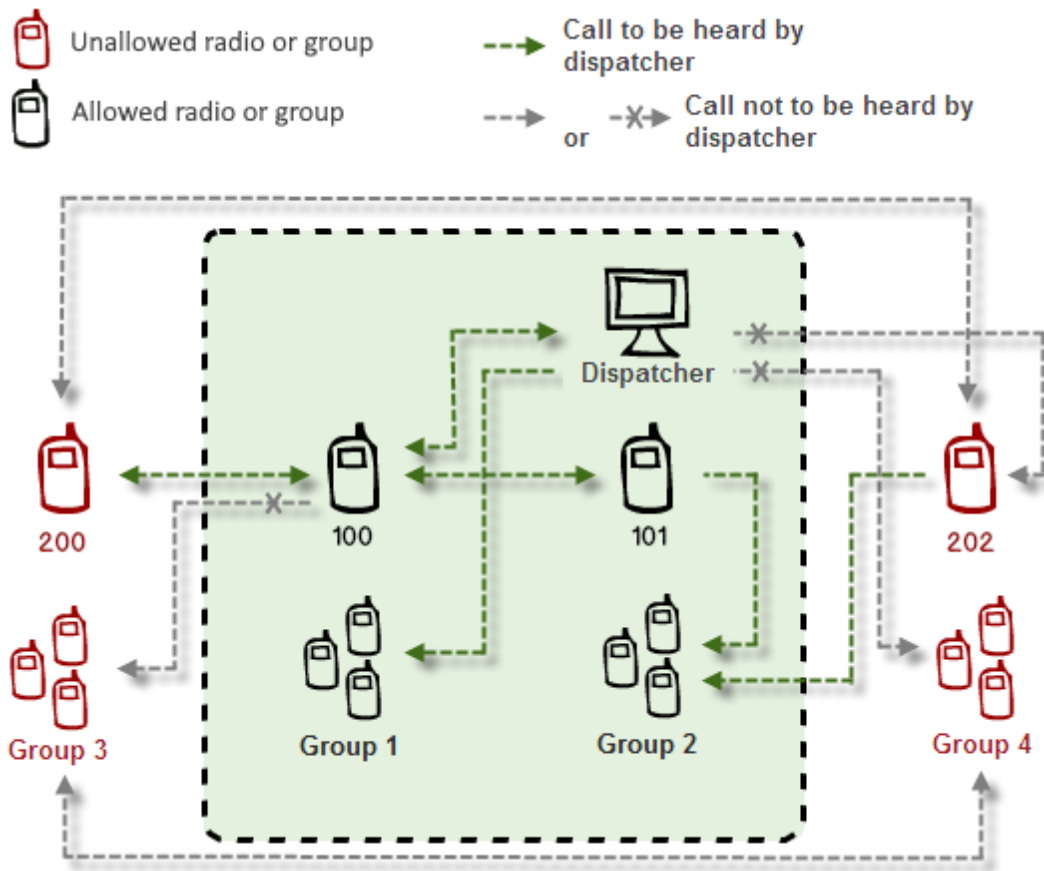 Unallowed radio or group
Call to be heard by
dispatcher
Allowed radio or group
or
Call not to be heard by
dispatcher
Dispatcher
200
100
101
202
Group 3
Group 1
Group 2
Group 4